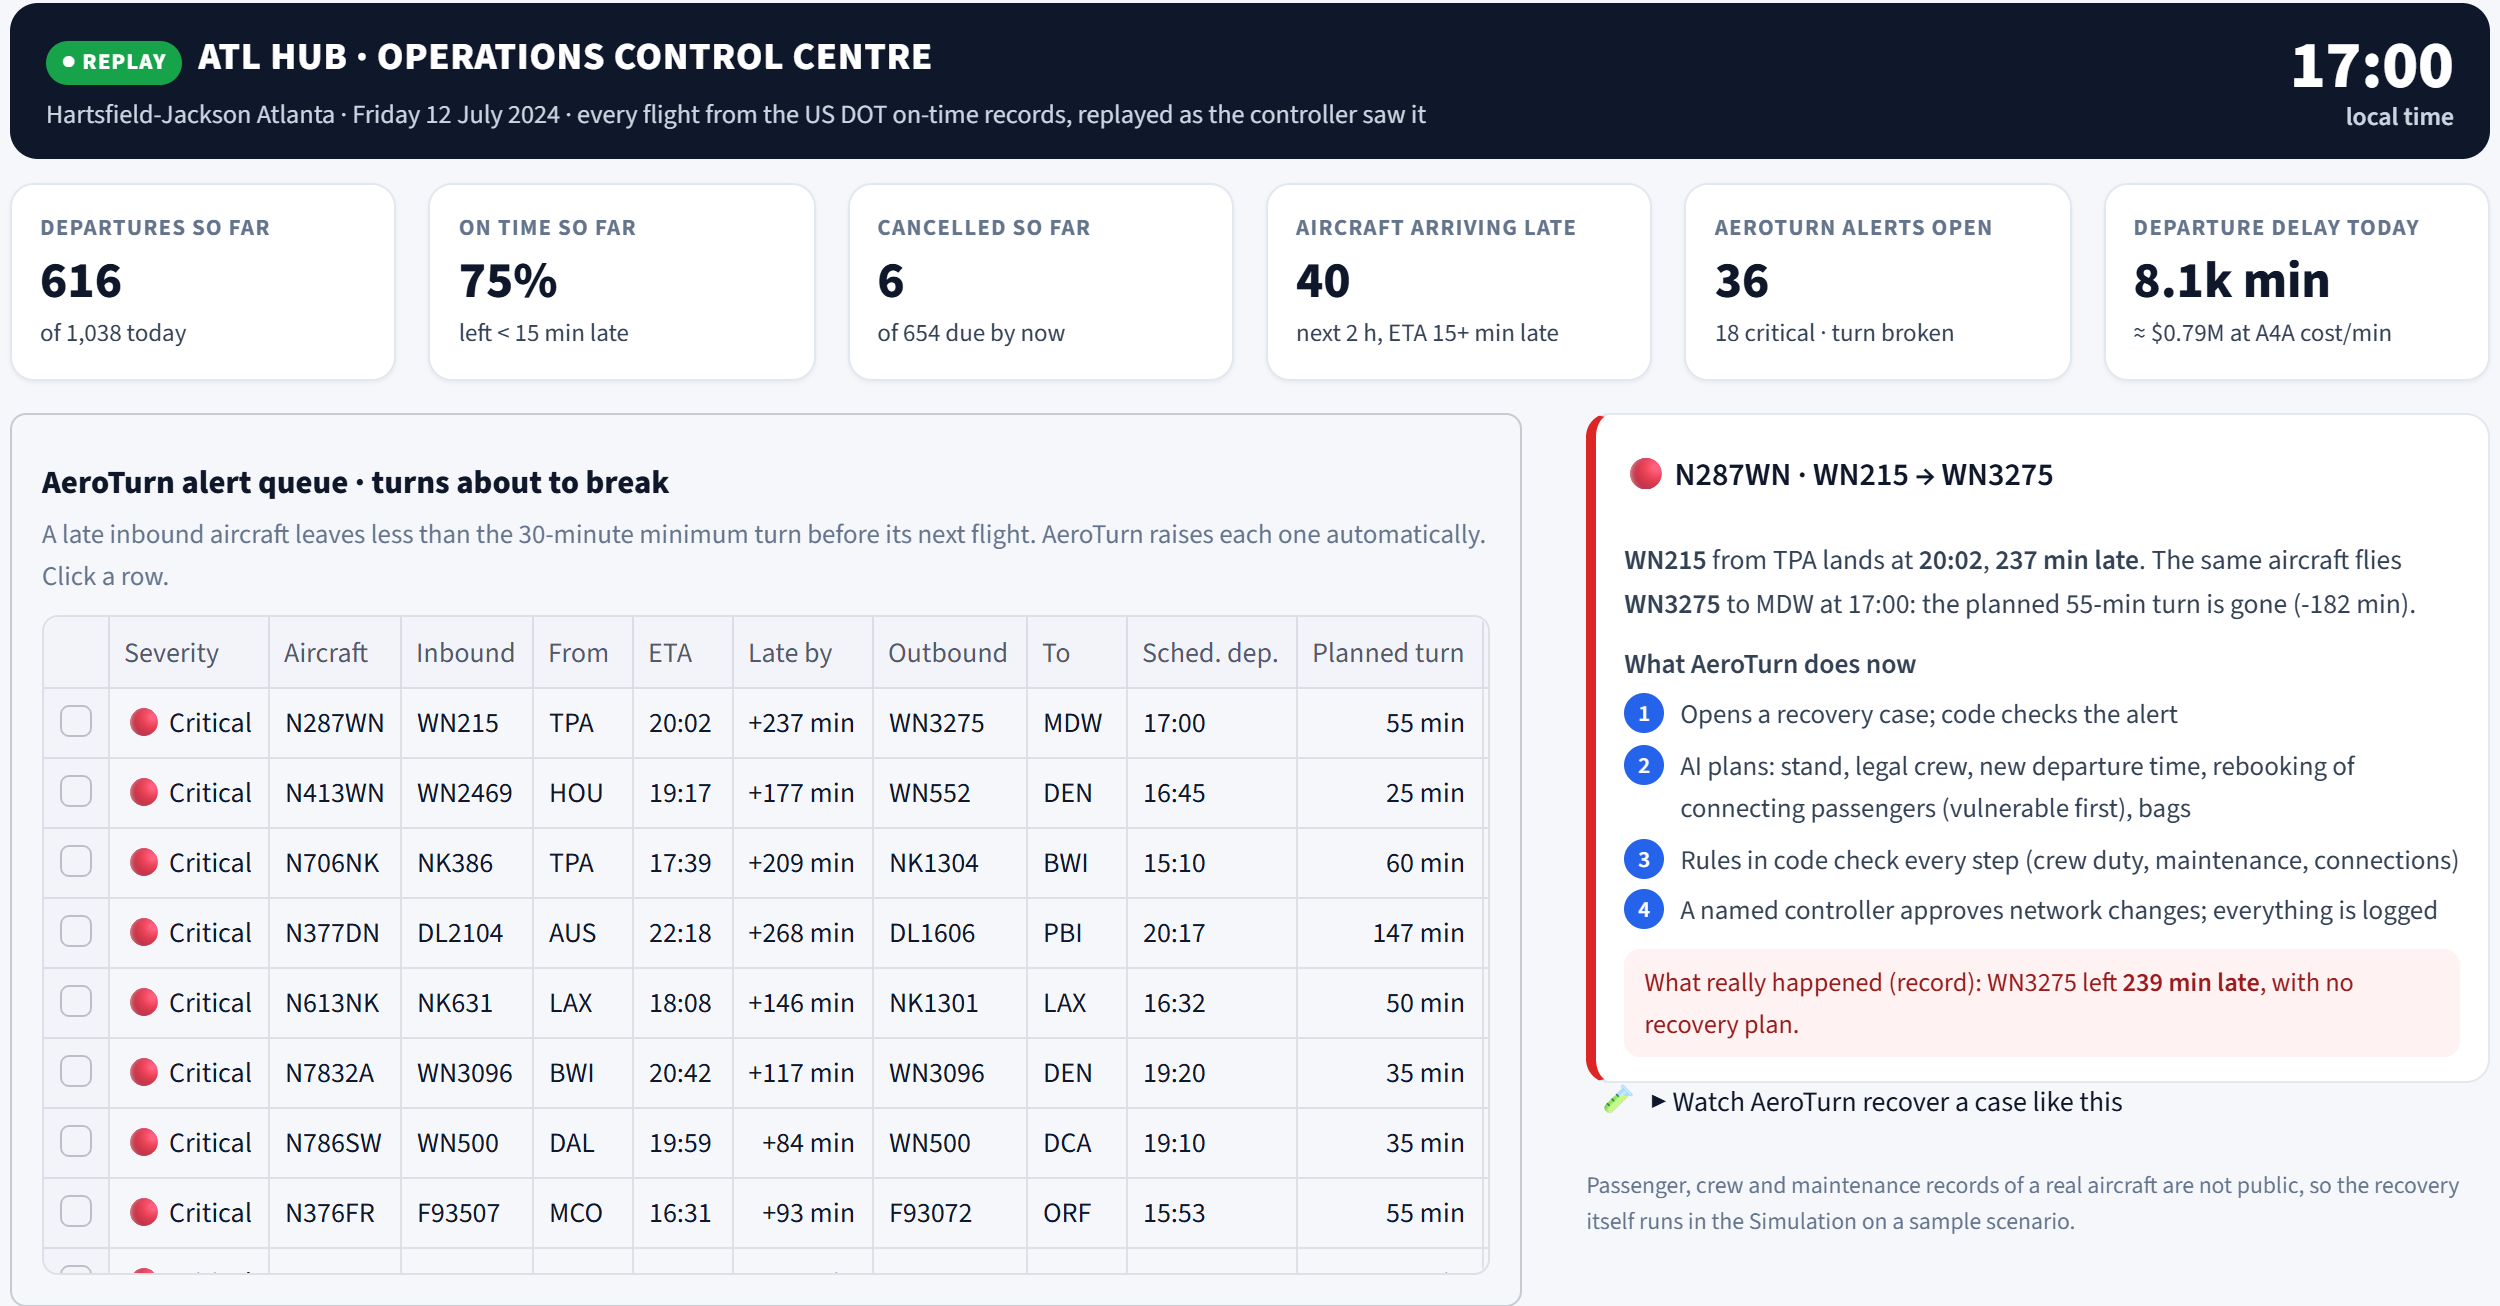 REPLAY ATL HUB · OPERATIONS CONTROL CENTRE
Hartsfield-Jackson Atlanta · Friday 12 July 2024 · every flight from the US DOT on-time records, replayed as the controller saw it
17:00
local time
DEPARTURES SO FAR
616
of 1,038 today
ON TIME SO FAR
75%
left < 15 min late
CANCELLED SO FAR
6
of 654 due by now
AIRCRAFT ARRIVING LATE
40
next 2 h, ETA 15+ min late
AEROTURN ALERTS OPEN
36
18 critical · turn broken
DEPARTURE DELAY TODAY
8.1k min
≈ $0.79M at A4A cost/min
AeroTurn alert queue · turns about to break
A late inbound aircraft leaves less than the 30-minute minimum turn before its next flight. AeroTurn raises each one automatically.
Click a row.
Severity Aircraft Inbound From ETA Late by Outbound To Sched. dep. Planned turn
Critical N287WN WN215 TPA 20:02 +237 min WN3275 MDW 17:00 55 min
Critical N413WN WN2469 HOU 19:17 +177 min WN552 DEN 16:45 25 min
Critical N706NK NK386 TPA 17:39 +209 min NK1304 BWI 15:10 60 min
Critical N377DN DL2104 AUS 22:18 +268 min DL1606 PBI 20:17 147 min
Critical N613NK NK631 LAX 18:08 +146 min NK1301 LAX 16:32 50 min
Critical N7832A WN3096 BWI 20:42 +117 min WN3096 DEN 19:20 35 min
Critical N786SW WN500 DAL 19:59 +84 min WN500 DCA 19:10 35 min
Critical N376FR F93507 MCO 16:31 +93 min F93072 ORF 15:53 55 min
N287WN · WN215 → WN3275
WN215 from TPA lands at 20:02, 237 min late. The same aircraft flies
WN3275 to MDW at 17:00: the planned 55-min turn is gone (-182 min).
What AeroTurn does now
1 Opens a recovery case; code checks the alert
2 AI plans: stand, legal crew, new departure time, rebooking of
connecting passengers (vulnerable first), bags
3 Rules in code check every step (crew duty, maintenance, connections)
4 A named controller approves network changes; everything is logged
What really happened (record): WN3275 left 239 min late, with no
recovery plan.
▸ Watch AeroTurn recover a case like this
Passenger, crew and maintenance records of a real aircraft are not public, so the recovery
itself runs in the Simulation on a sample scenario.